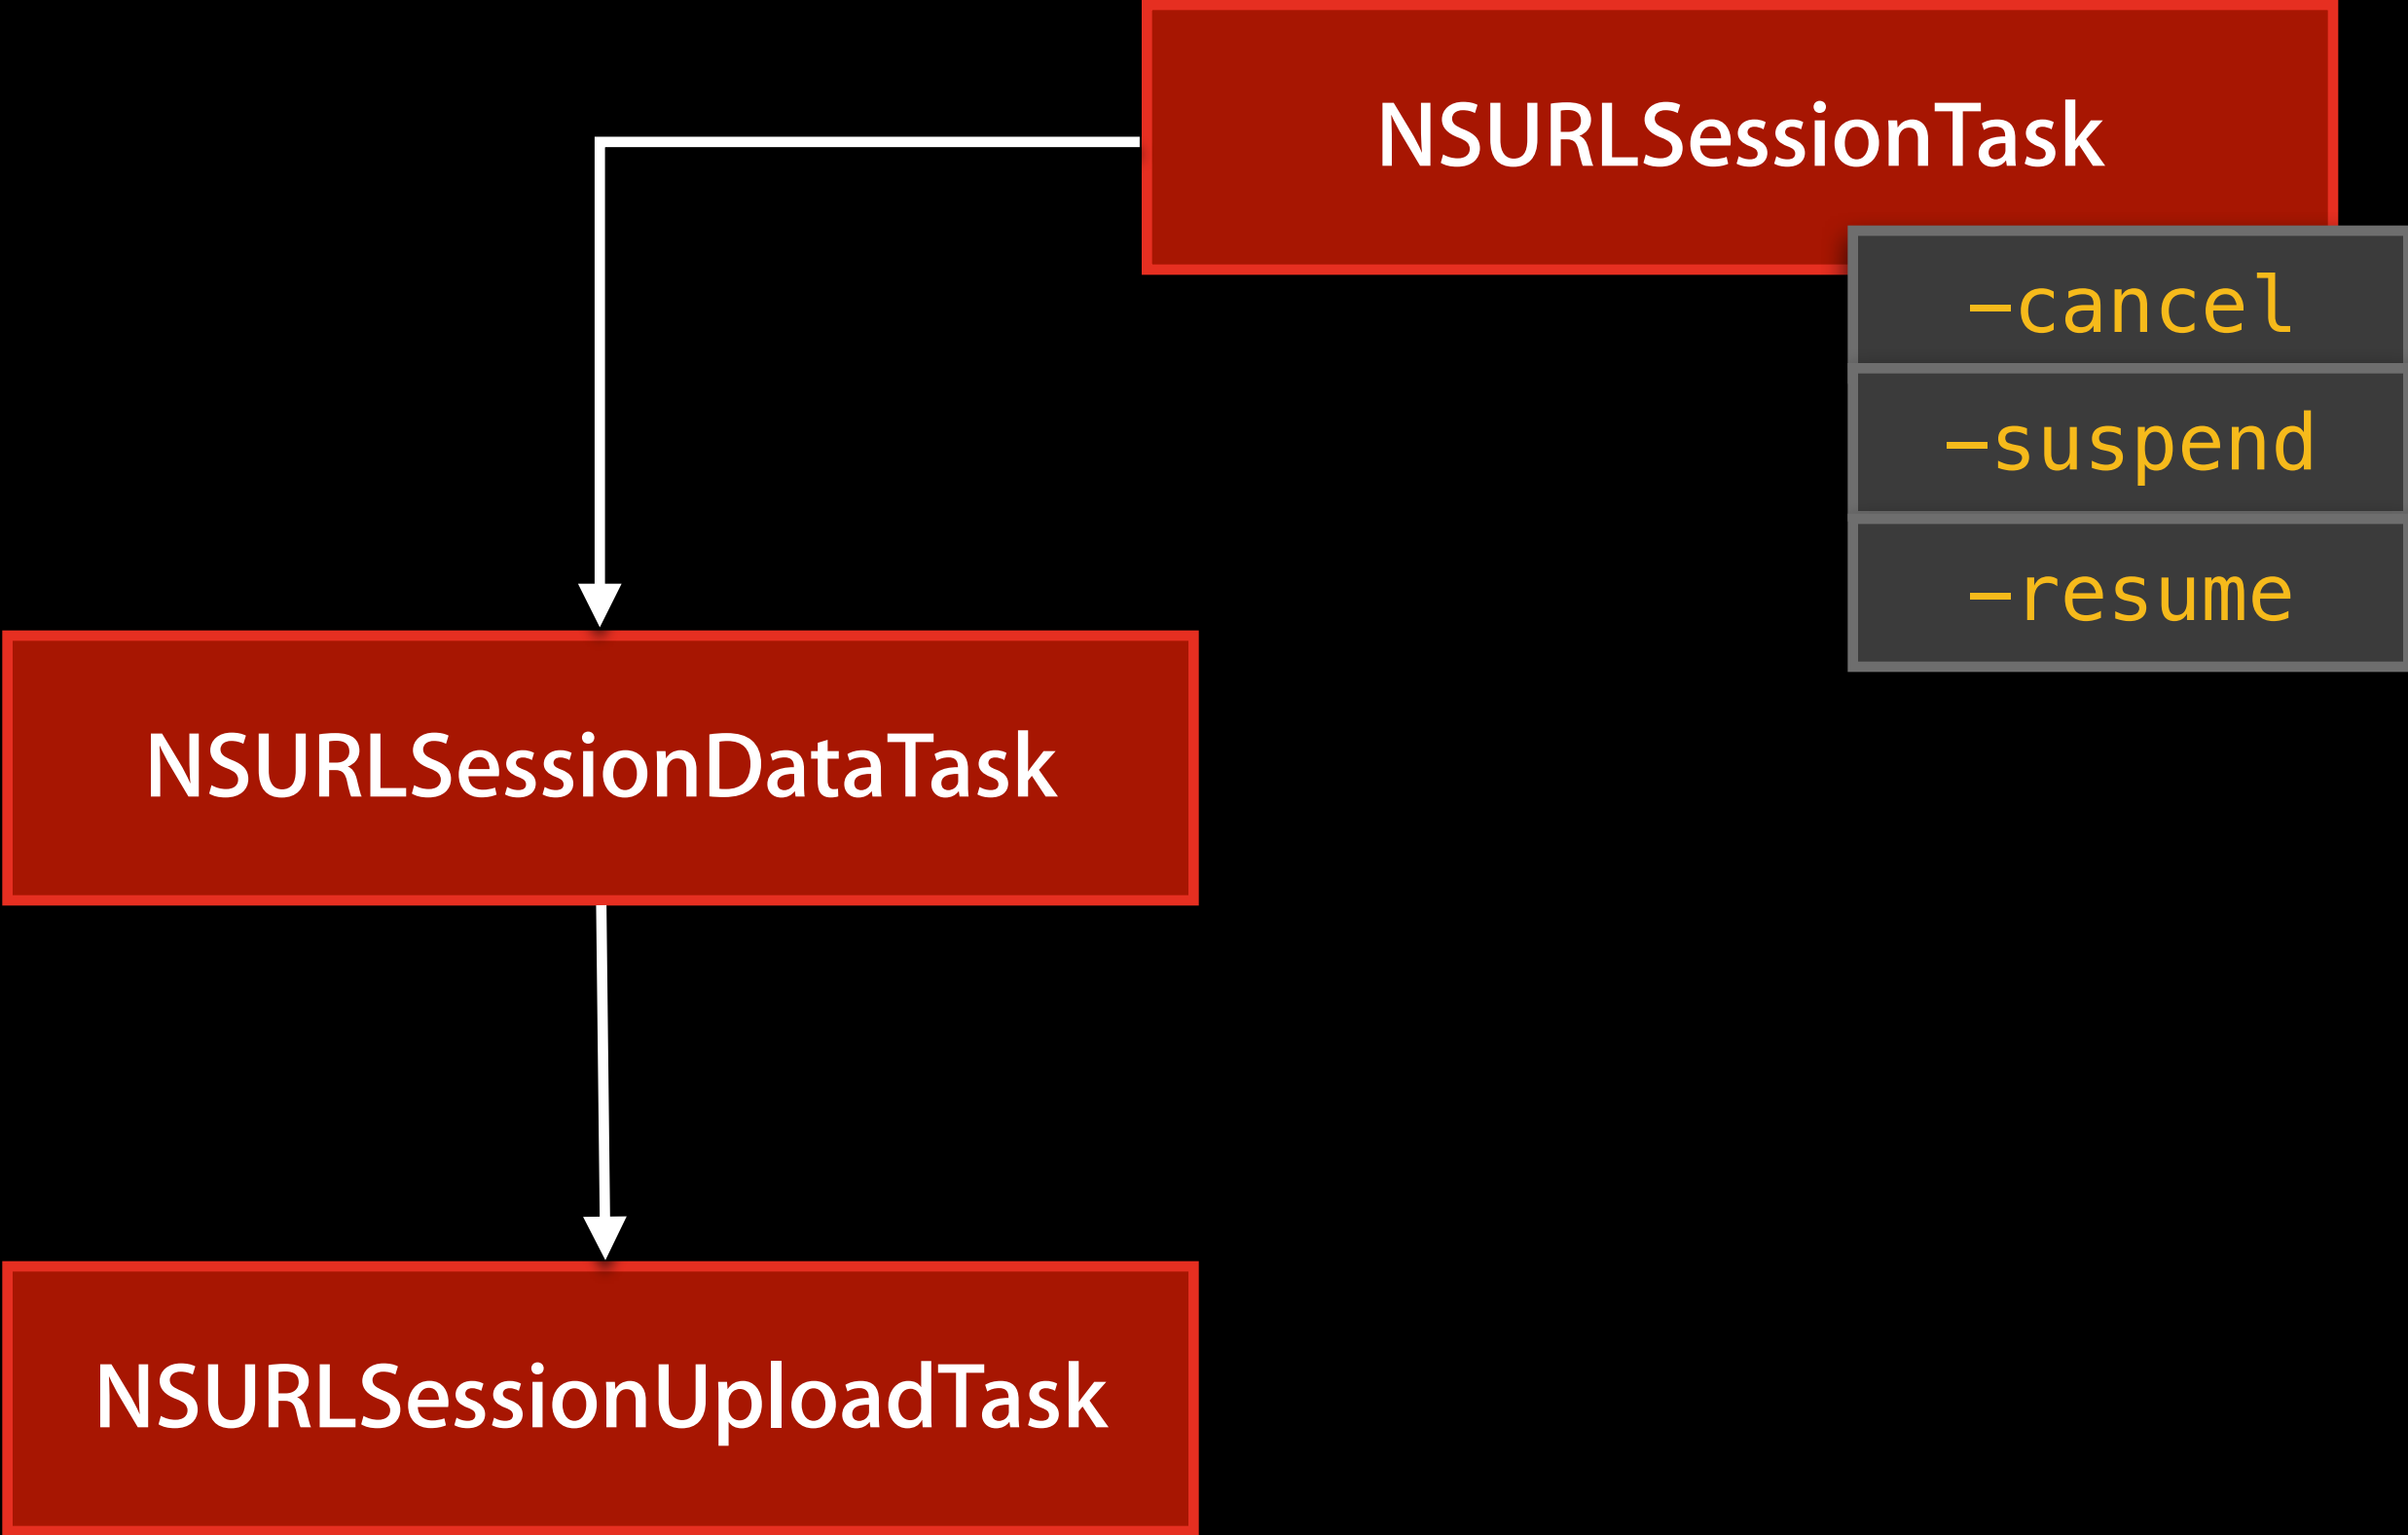 NSURLSessionTask
–cancel
–suspend
–resume
NSURLSessionDataTask
NSURLSessionUploadTask